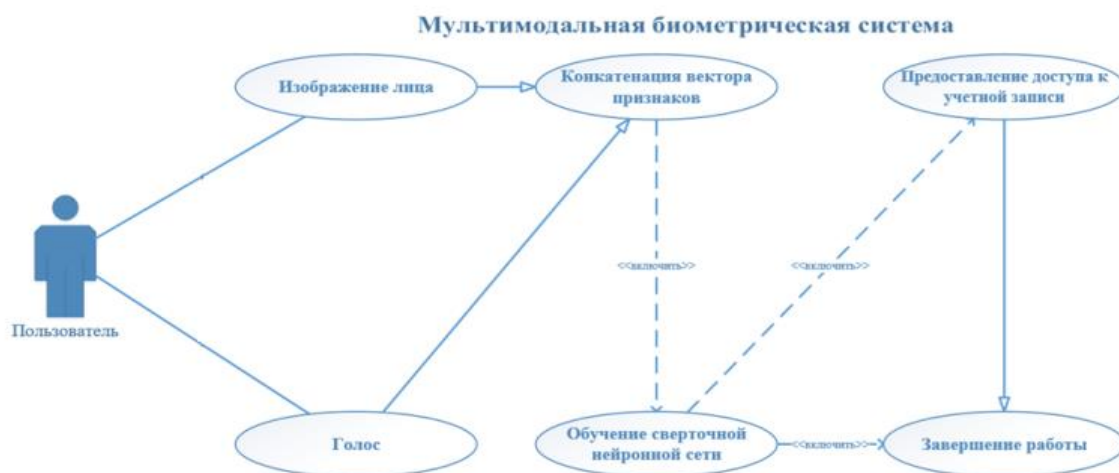 Мультимодальная биометрическая система
Изображение лица
Конкатенация вектора
признаков
Предоставление доступа к
учетной записи
<<включить>>
<<включить>>
Пользователь
Голос
Обучение сверточной
нейронной сети
<<включить>>
Завершение работы